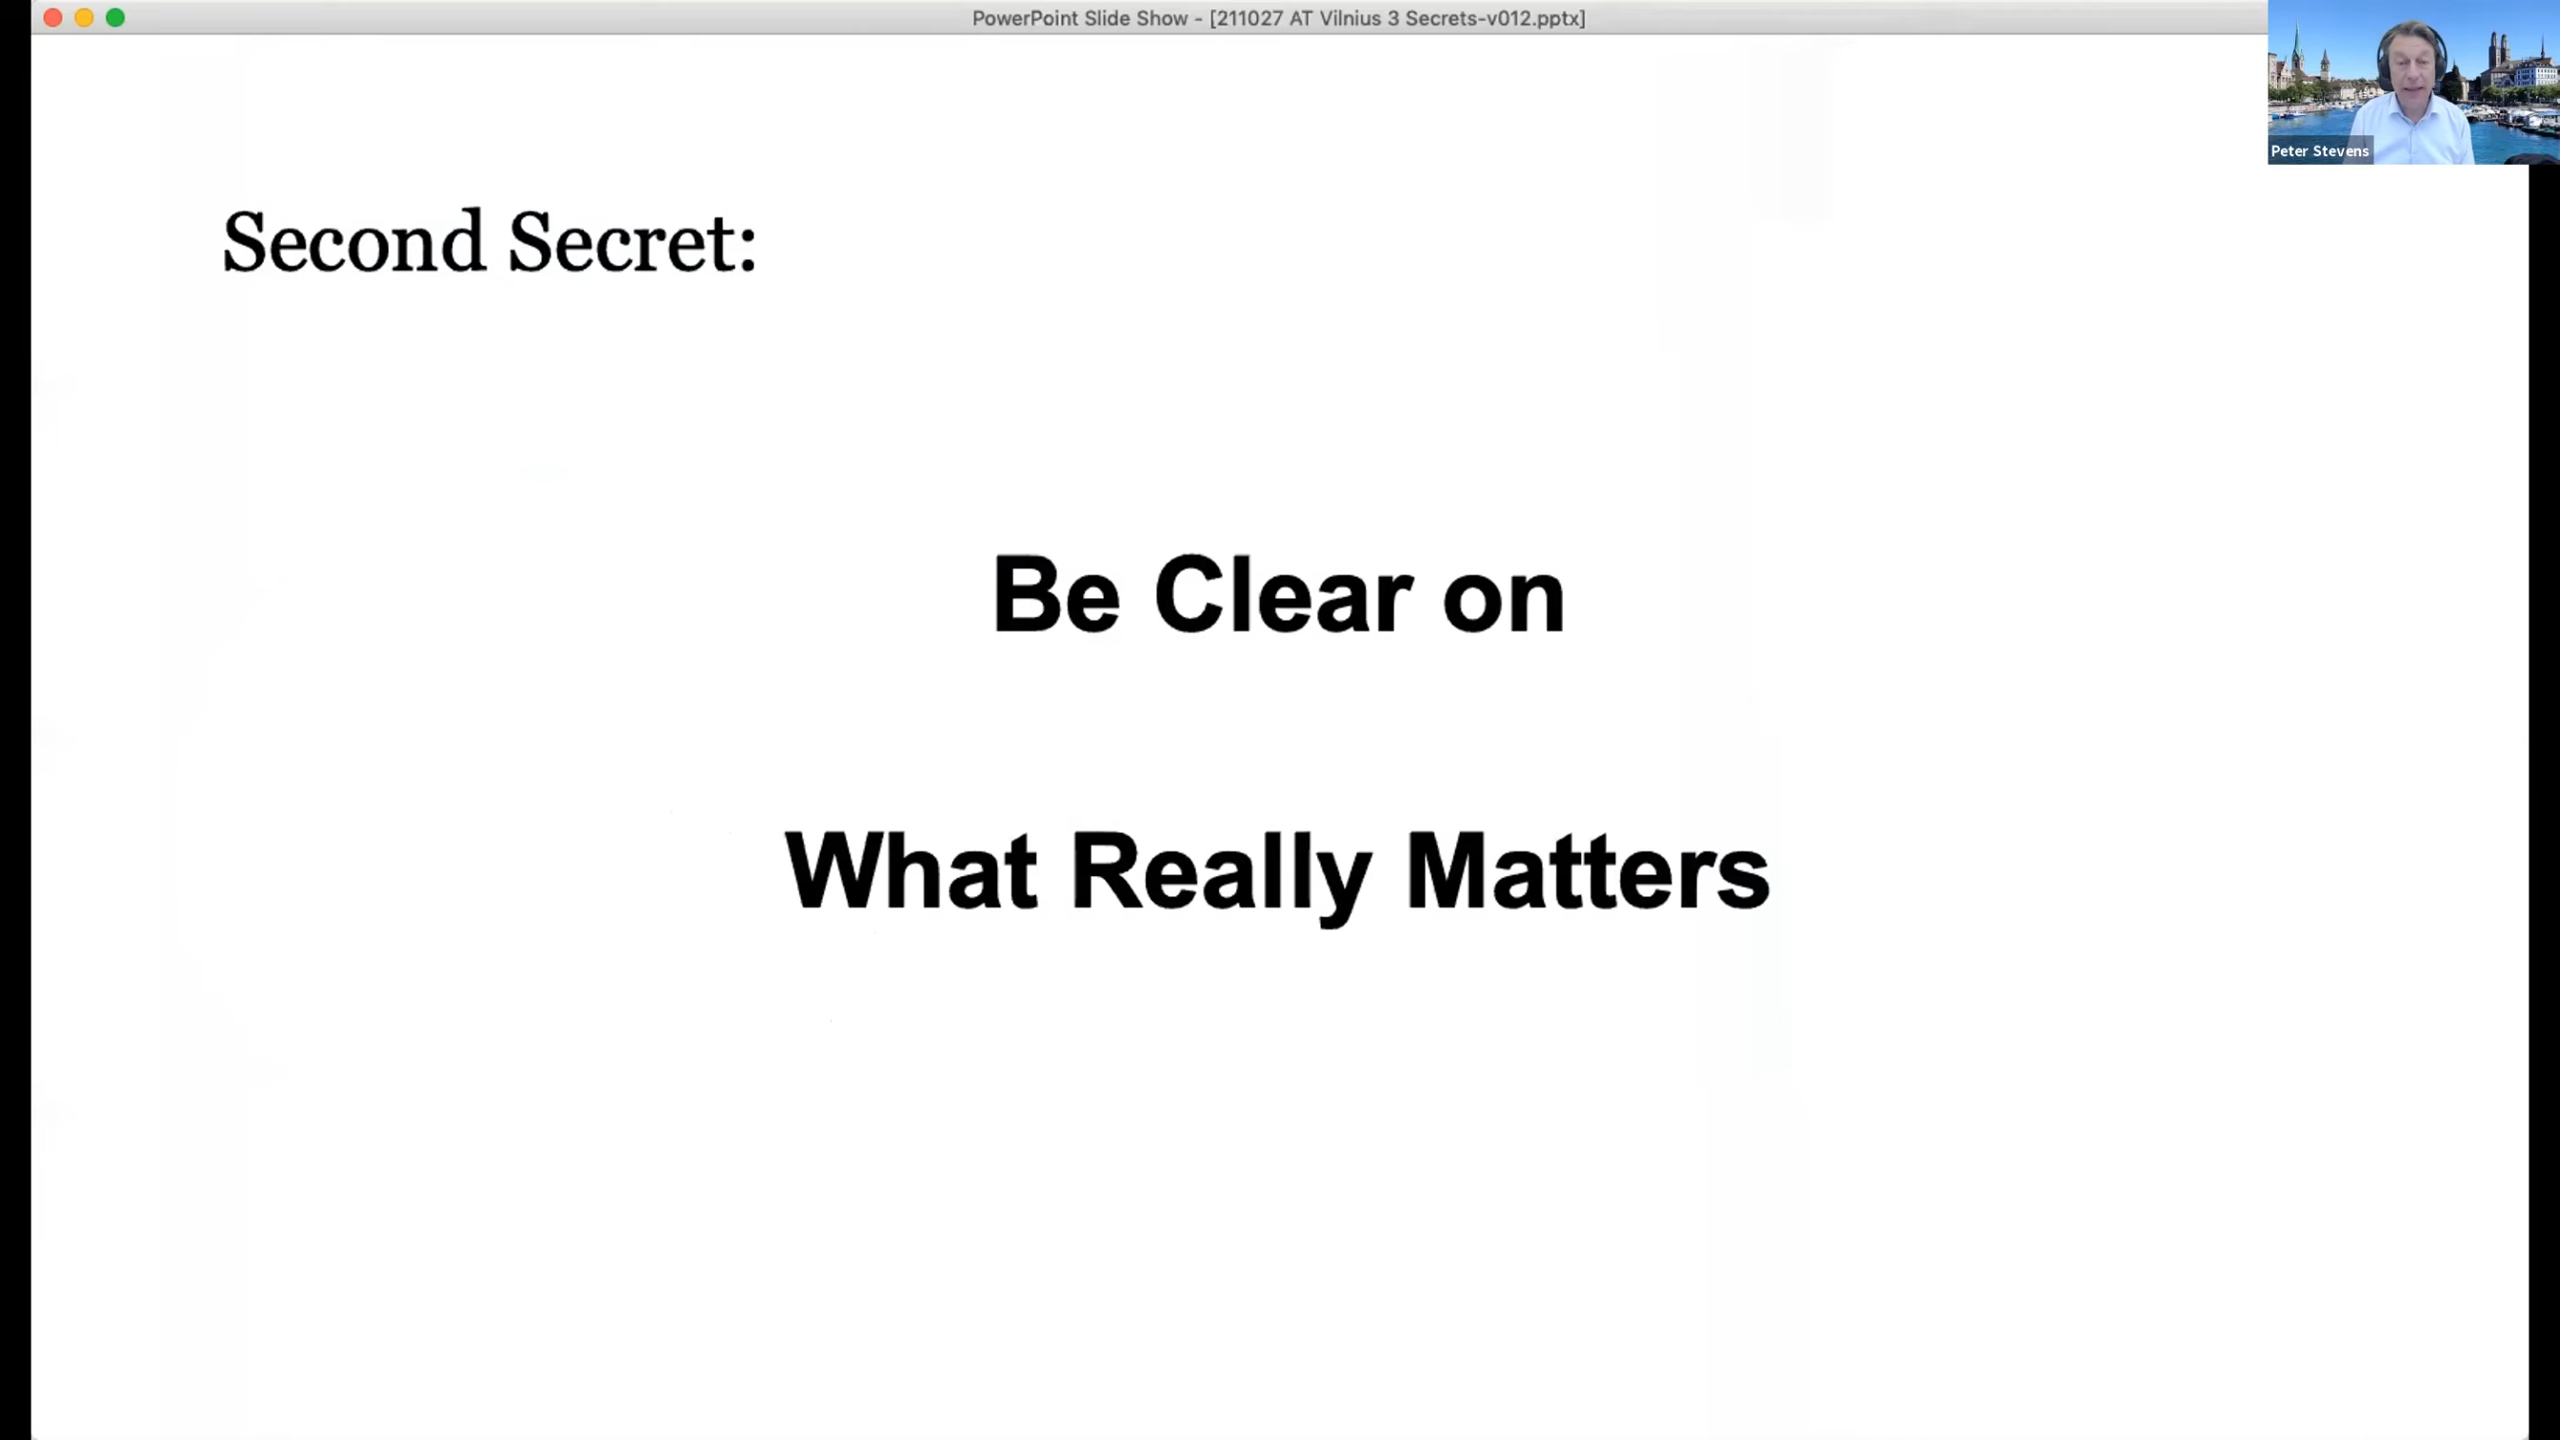 PowerPoint Slide Show - [211027 AT Vilnius 3 Secrets-v012.pptx]
Peter Stevens
Second Secret:
Be Clear on
What Really Matters